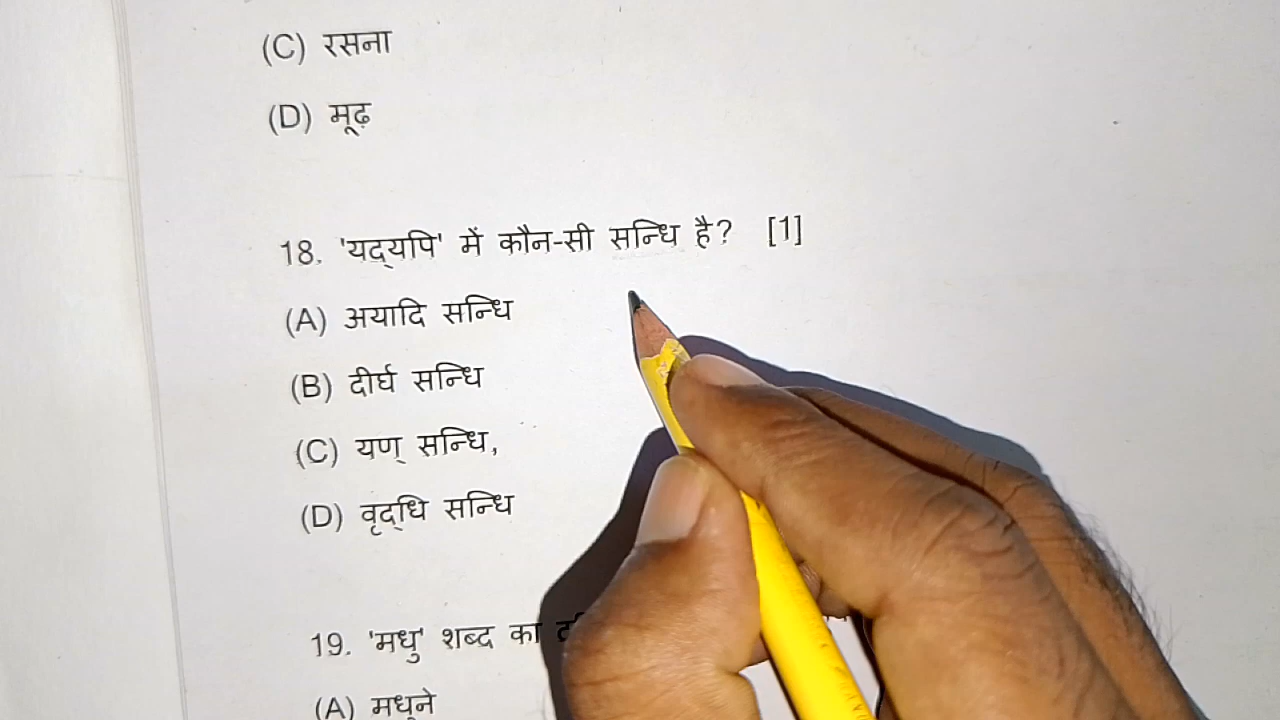 (C) रसना
(D) मूढ़
18. 'यद्‌यपि' में कौन-सी सन्धि है? [1]
(A) अयादि सन्धि
(B) दीर्घ सन्धि
(C) यण् सन्धि,
(D) वृद्‌धि सन्धि
19. 'मधु' शब्द का
(A) मधुने